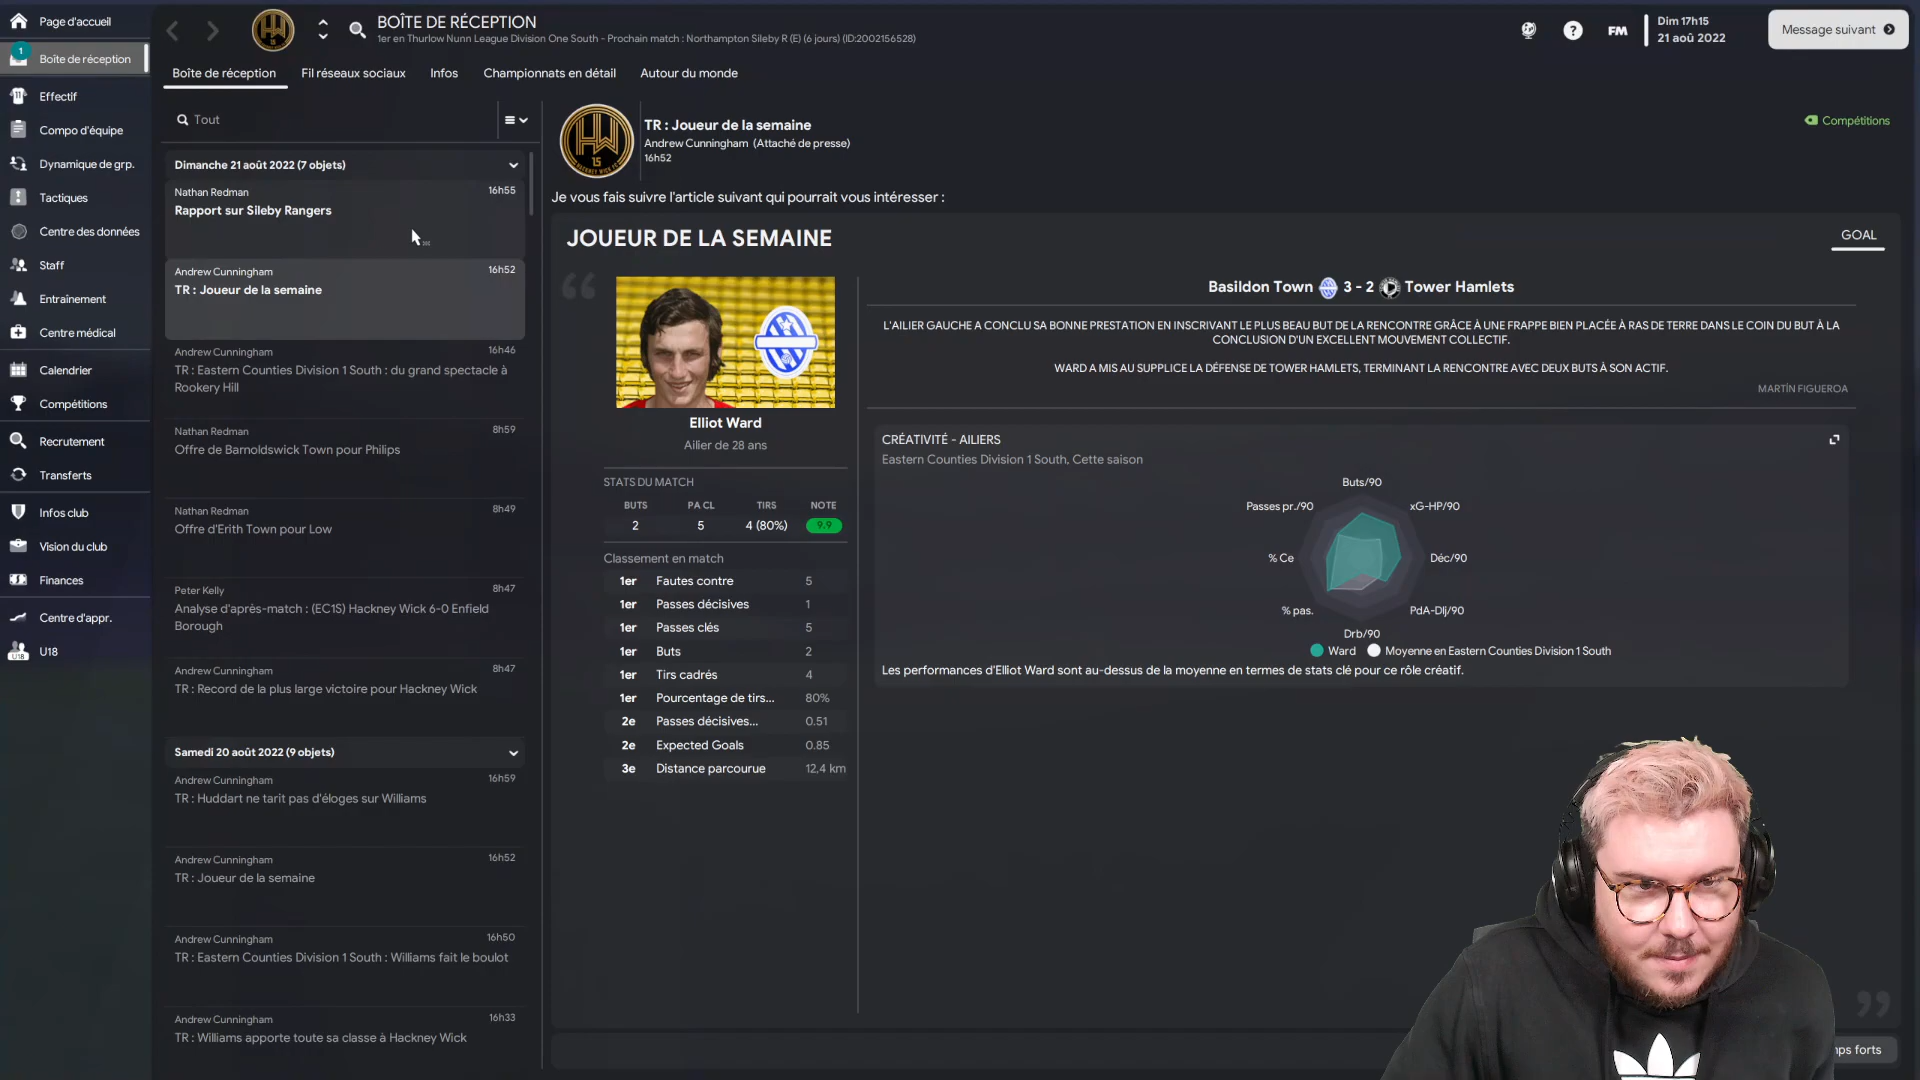 Page d'accueil
1
Boîte de réception
Effectif
Compo d'équipe
Dynamique de grp.
Tactiques
Centre des données
Staff
Entraînement
Centre médical
Calendrier
Compétitions
Recrutement
Transferts
Infos club
Vision du club
Finances
Centre d'appr.
U18
BOÎTE DE RÉCEPTION
1er en Thurlow Nunn League Division One South - Prochain match : Northampton Sileby R (E) (6 jours) (ID:2002156528)
FM
Dim 17h15
21 aoû 2022
Message suivant
Boîte de réception
Fil réseaux sociaux
Infos
Championnats en détail
Autour du monde
Tout
Dimanche 21 août 2022 (7 objets)
Nathan Redman 16h55
Rapport sur Sileby Rangers
Andrew Cunningham 16h52
TR : Joueur de la semaine
Andrew Cunningham 16h46
TR : Eastern Counties Division 1 South : du grand spectacle à
Rookery Hill
Nathan Redman 8h59
Offre de Barnoldswick Town pour Philips
Nathan Redman 8h49
Offre d'Erith Town pour Low
Peter Kelly 8h47
Analyse d'après-match : (EC1S) Hackney Wick 6-0 Enfield
Borough
Andrew Cunningham 8h47
TR : Record de la plus large victoire pour Hackney Wick
Samedi 20 août 2022 (9 objets)
Andrew Cunningham 16h59
TR : Huddart ne tarit pas d'éloges sur Williams
Andrew Cunningham 16h52
TR : Joueur de la semaine
Andrew Cunningham 16h50
TR : Eastern Counties Division 1 South : Williams fait le boulot
Andrew Cunningham 16h33
TR : Williams apporte toute sa classe à Hackney Wick
TR : Joueur de la semaine
Andrew Cunningham (Attaché de presse)
16h52
Compétitions
Je vous fais suivre l'article suivant qui pourrait vous intéresser :
JOUEUR DE LA SEMAINE
GOAL
Elliot Ward
Ailier de 28 ans
STATS DU MATCH
BUTS PA CL TIRS NOTE
2 5 4 (80%) 9.9
Classement en match
1er Fautes contre 5
1er Passes décisives 1
1er Passes clés 5
1er Buts 2
1er Tirs cadrés 4
1er Pourcentage de tirs... 80%
2e Passes décisives... 0.51
2e Expected Goals 0.85
3e Distance parcourue 12,4 km
Basildon Town 3 - 2 Tower Hamlets
L'AILIER GAUCHE A CONCLU SA BONNE PRESTATION EN INSCRIVANT LE PLUS BEAU BUT DE LA RENCONTRE GRÂCE À UNE FRAPPE BIEN PLACÉE À RAS DE TERRE DANS LE COIN DU BUT À LA
CONCLUSION D'UN EXCELLENT MOUVEMENT COLLECTIF.
WARD A MIS AU SUPPLICE LA DÉFENSE DE TOWER HAMLETS, TERMINANT LA RENCONTRE AVEC DEUX BUTS À SON ACTIF.
MARTÍN FIGUEROA
CRÉATIVITÉ - AILIERS
Eastern Counties Division 1 South, Cette saison
Buts/90
Passes pr./90 xG-HP/90
% Ce Déc/90
% pas. PdA-Dlj/90
Drb/90
Ward Moyenne en Eastern Counties Division 1 South
Les performances d'Elliot Ward sont au-dessus de la moyenne en termes de stats clé pour ce rôle créatif.
ps forts